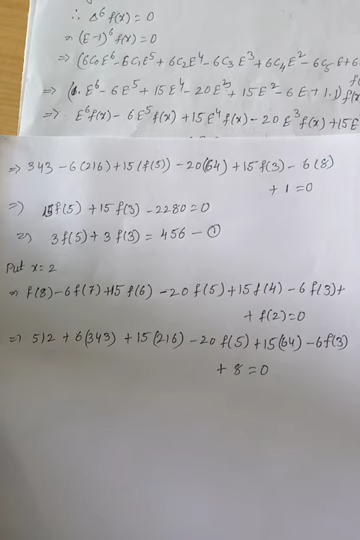 ∴ Δ⁶ f(x) = 0
⇒ (E-1)⁶ f(x) = 0
⇒ (6C₀E⁶ - 6C₁E⁵ + 6C₂E⁴ - 6C₃E³ + 6C₄E² - 6C₅E + 6C
f(
⇒ (1.E⁶ - 6E⁵ + 15E⁴ - 20E³ + 15E² - 6E + 1.1) f(x
⇒ E⁶f(x) - 6E⁵f(x) + 15E⁴f(x) - 20E³f(x) + 15E
⇒ 343 - 6(216) + 15(f(5)) - 20(64) + 15f(3) - 6(8)
+ 1 = 0
⇒ 15f(5) + 15f(3) - 2280 = 0
⇒ 3f(5) + 3f(3) = 456 - ①
Put x = 2
⇒ f(8) - 6f(7) + 15f(6) - 20f(5) + 15f(4) - 6f(3) +
+ f(2) = 0
⇒ 512 + 6(343) + 15(216) - 20f(5) + 15(64) - 6f(3)
+ 8 = 0